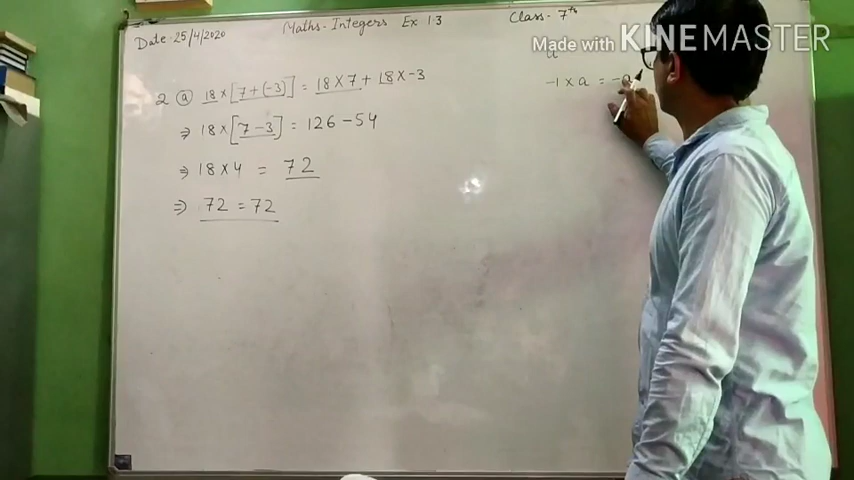 Date:25/4/2020 Maths-Integers Ex 1.3 Class-7th
Made with KINEMASTER
a
-1 × a = -a
2 (a) 18×[7+(-3)] = 18×7+ 18×-3
⇒ 18×[7-3] = 126-54
⇒ 18×4 = 72
⇒ 72 = 72